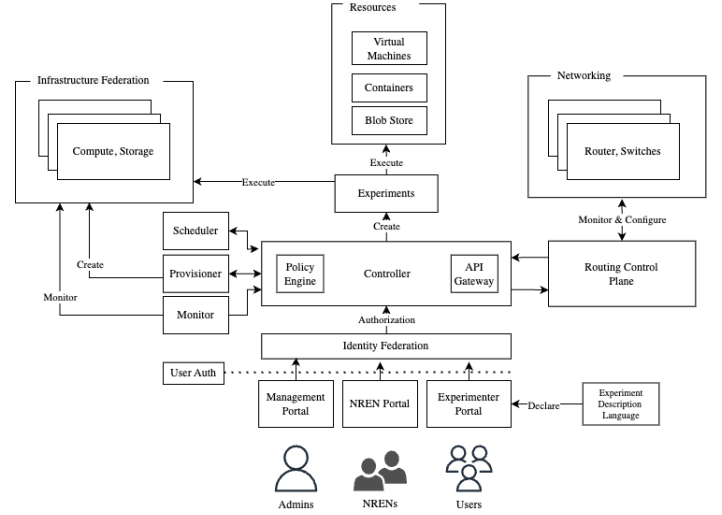 Resources
Virtual
Machines
Containers
Blob Store
Infrastructure Federation
Compute, Storage
Networking
Router, Switches
Execute
Execute
Experiments
Monitor & Configure
Scheduler
Create
Create
Provisioner
Policy
Engine
Controller
API
Gateway
Routing Control
Plane
Monitor
Monitor
Authorization
Identity Federation
User Auth
Management
Portal
NREN Portal
Experimenter
Portal
Declare
Experiment
Description
Language
Admins
NRENs
Users